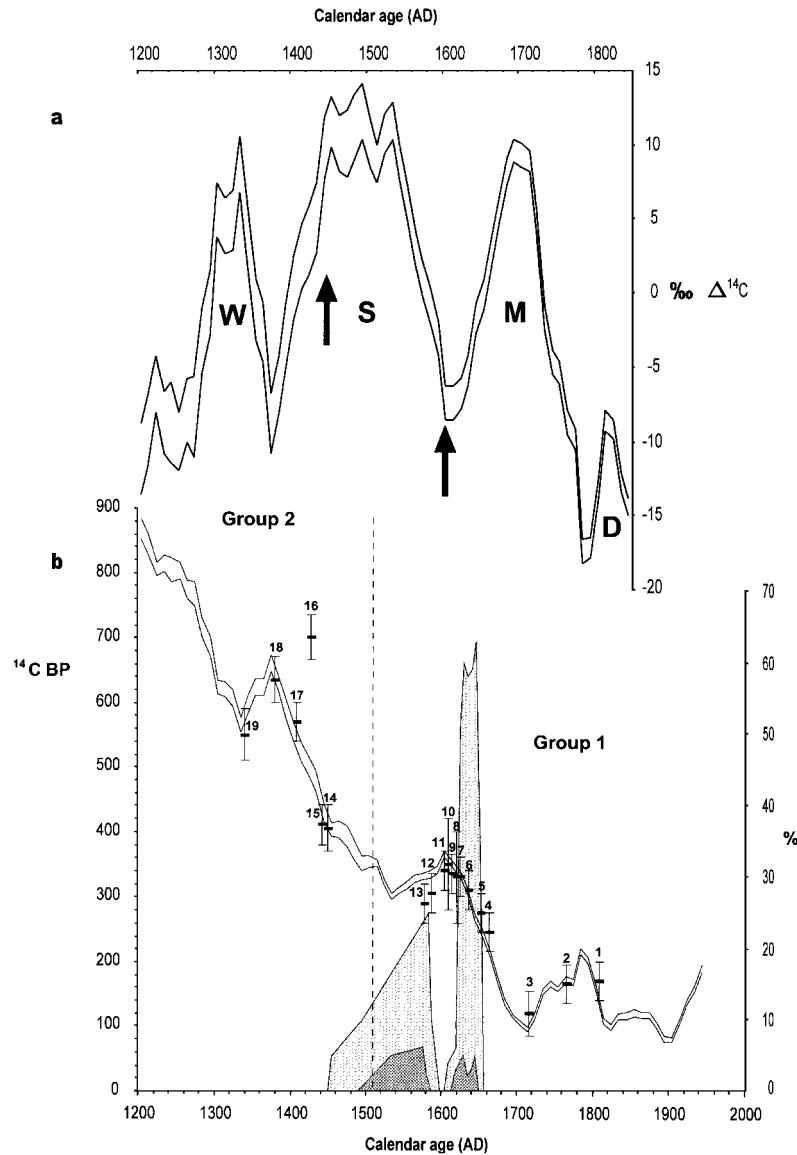 Calendar age (AD)
1200 1300 1400 1500 1600 1700 1800
a
15
10
5
0 ‰ Δ¹⁴C
-5
-10
-15
-20
W S M D
b
Group 2
Group 1
¹⁴C BP
900
800
700
600
500
400
300
200
100
0
70
60
50
40
30
20
10
0
%
16
18
17
19
15 14
10
8
11 9 7
12 6
13 5
4
3 2 1
1200 1300 1400 1500 1600 1700 1800 1900 2000
Calendar age (AD)